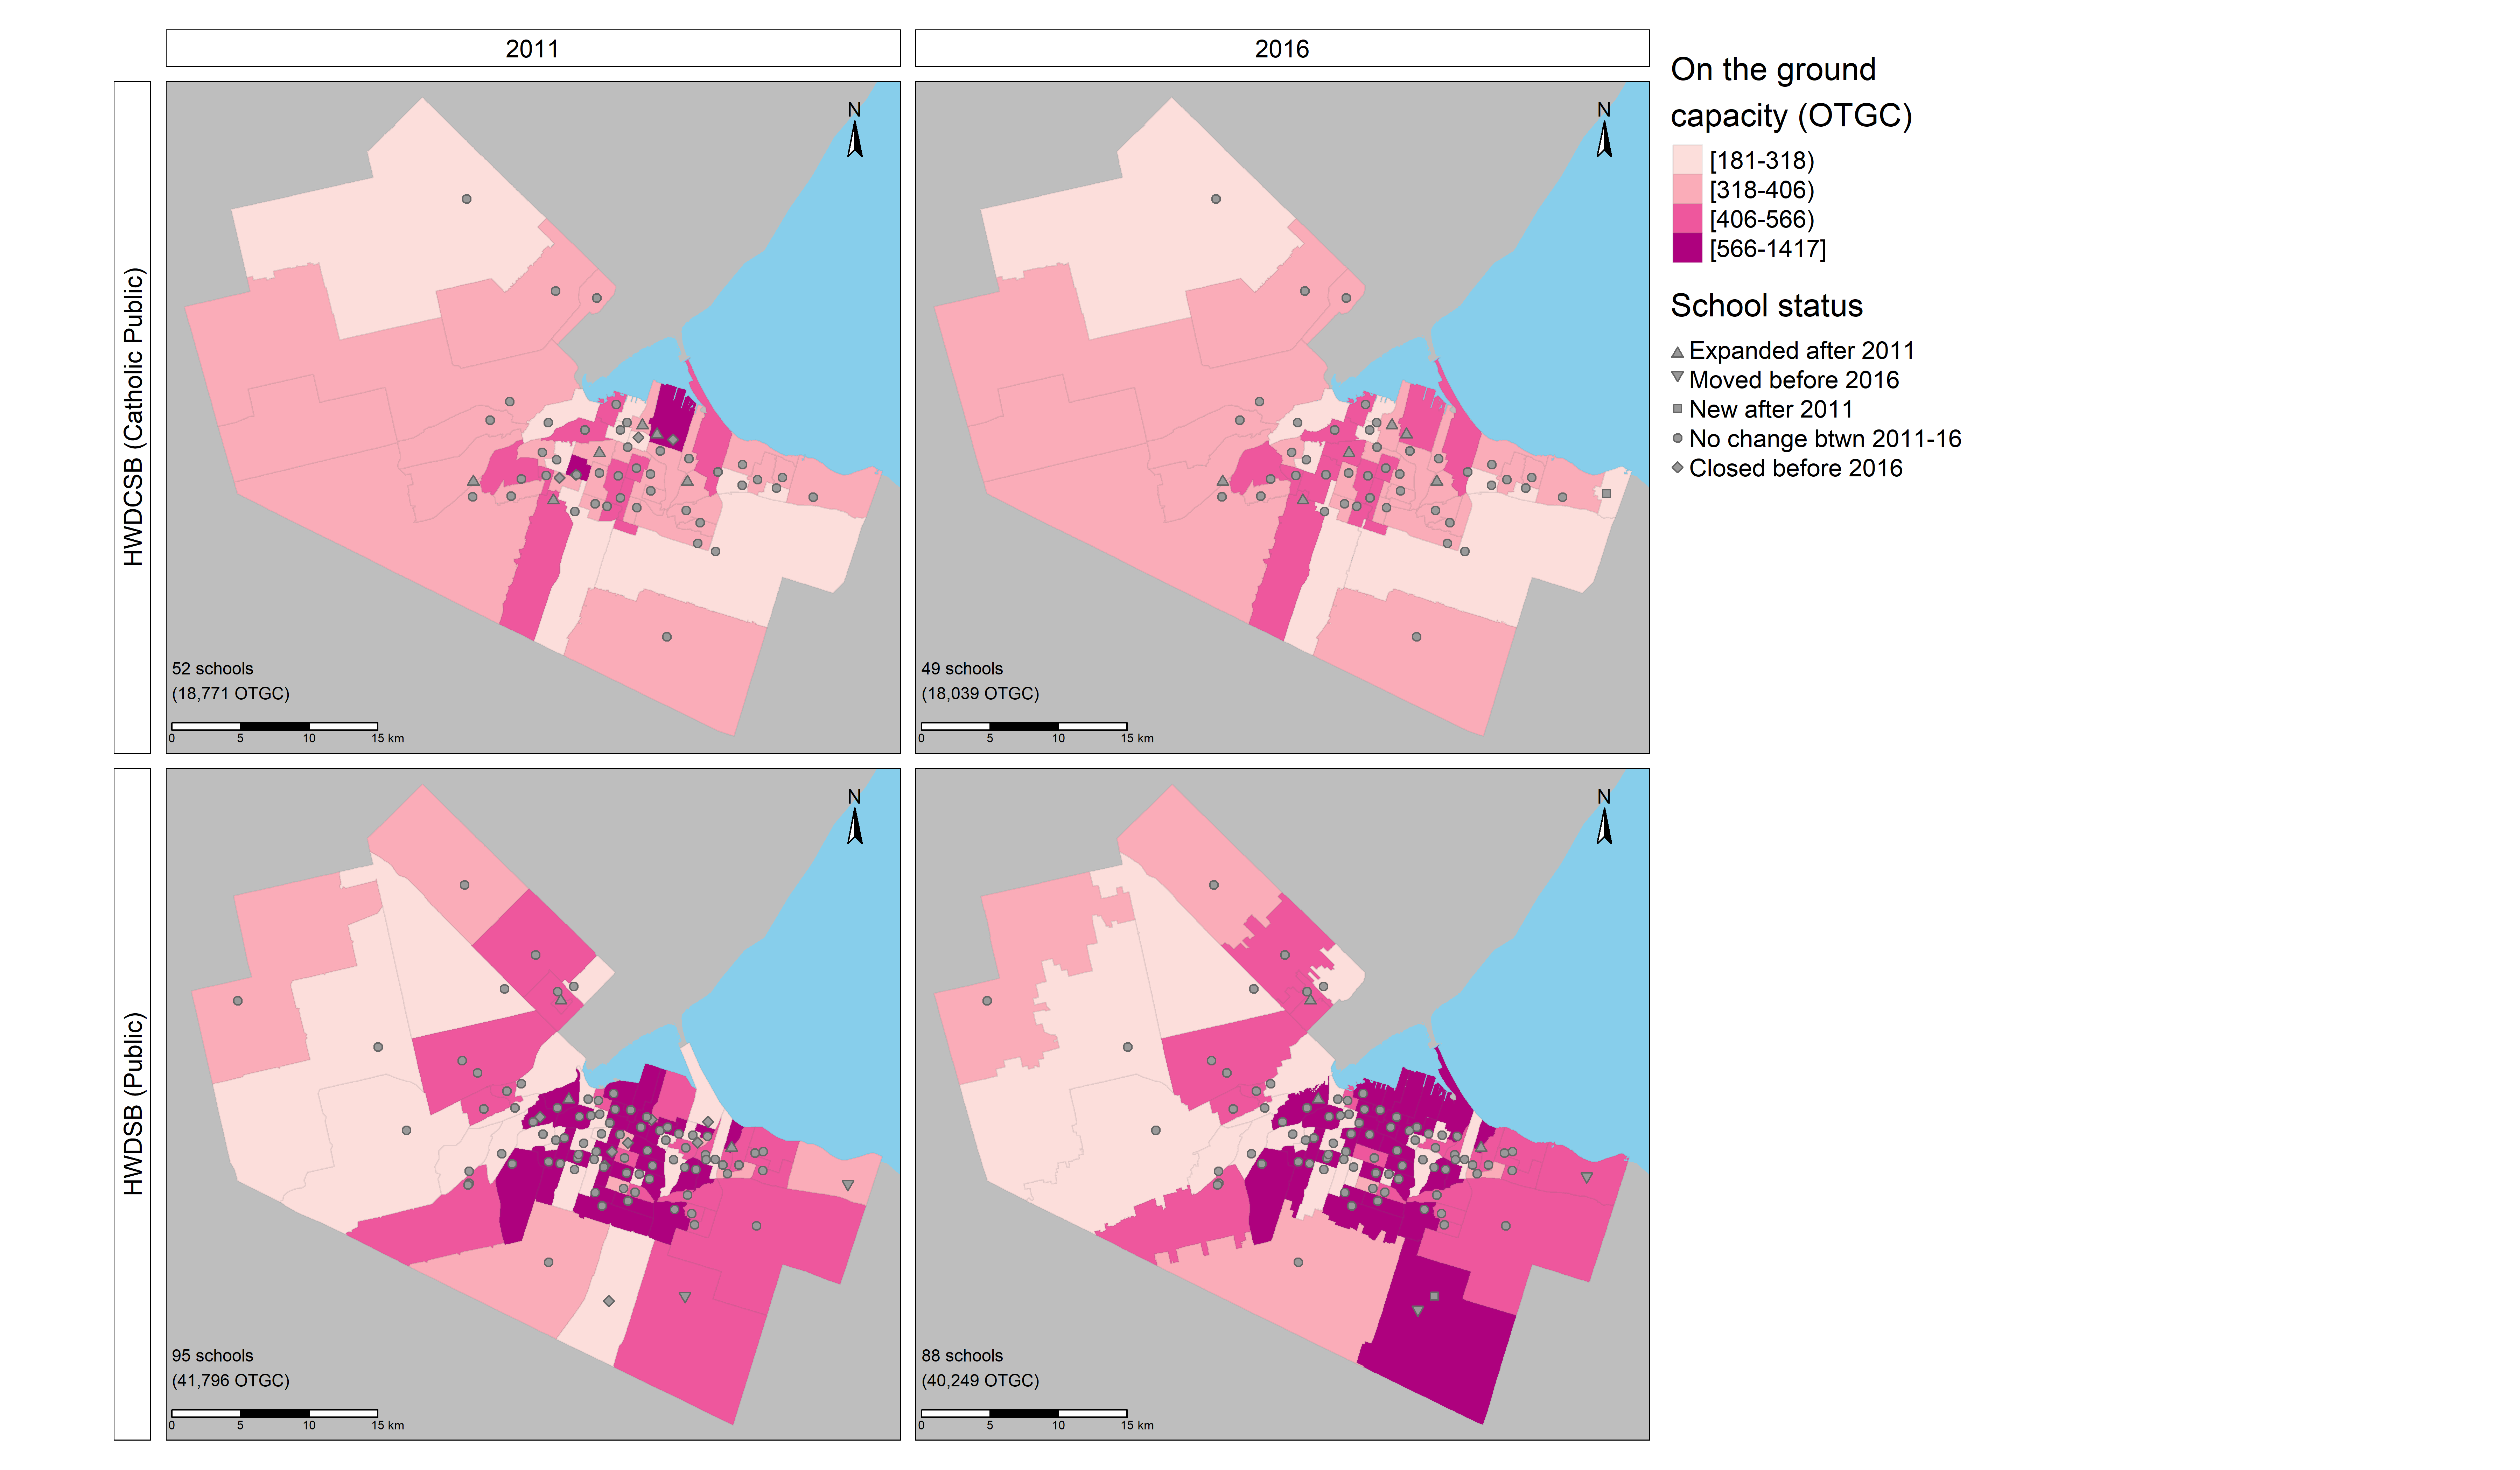 2011
2016
HWDCSB (Catholic Public)
N
52 schools
(18,771 OTGC)
0 5 10 15 km
N
49 schools
(18,039 OTGC)
0 5 10 15 km
HWDSB (Public)
N
95 schools
(41,796 OTGC)
0 5 10 15 km
N
88 schools
(40,249 OTGC)
0 5 10 15 km
On the ground
capacity (OTGC)
[181-318)
[318-406)
[406-566)
[566-1417]
School status
Expanded after 2011
Moved before 2016
New after 2011
No change btwn 2011-16
Closed before 2016